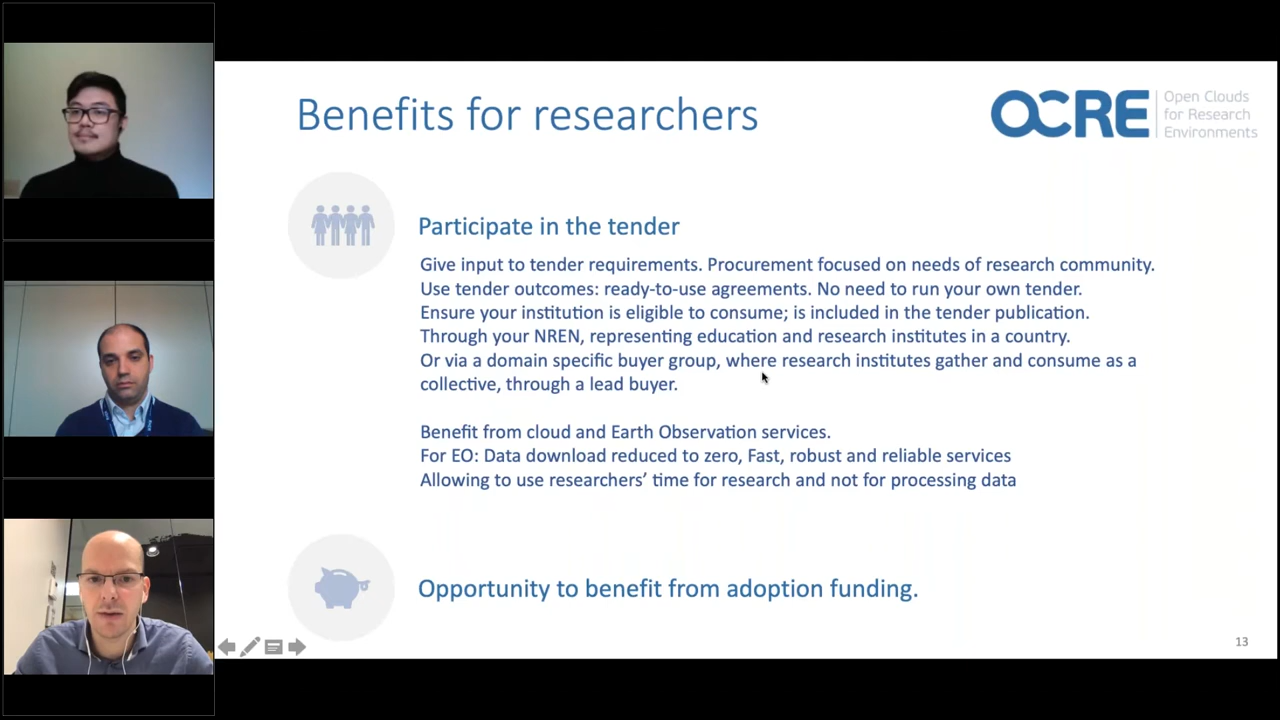 Benefits for researchers
OCRE
Open Clouds
for Research
Environments
Participate in the tender
Give input to tender requirements. Procurement focused on needs of research community.
Use tender outcomes: ready-to-use agreements. No need to run your own tender.
Ensure your institution is eligible to consume; is included in the tender publication.
Through your NREN, representing education and research institutes in a country.
Or via a domain specific buyer group, where research institutes gather and consume as a
collective, through a lead buyer.
Benefit from cloud and Earth Observation services.
For EO: Data download reduced to zero, Fast, robust and reliable services
Allowing to use researchers’ time for research and not for processing data
Opportunity to benefit from adoption funding.
13